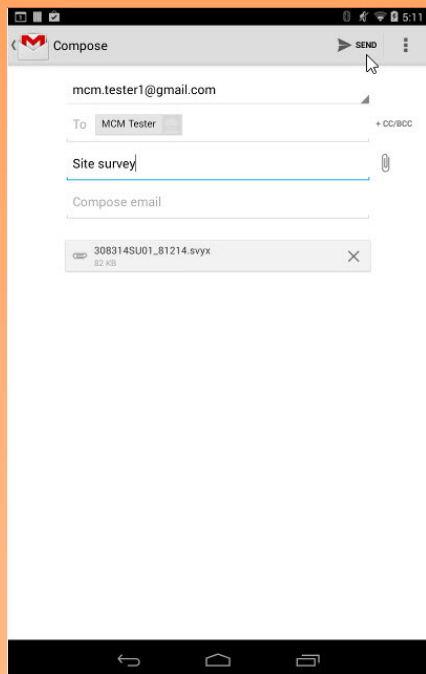 5:11
Compose
SEND
mcm.tester1@gmail.com
To MCM Tester
+ CC/BCC
Site survey
Compose email
308314SU01_81214.svyx
82 KB